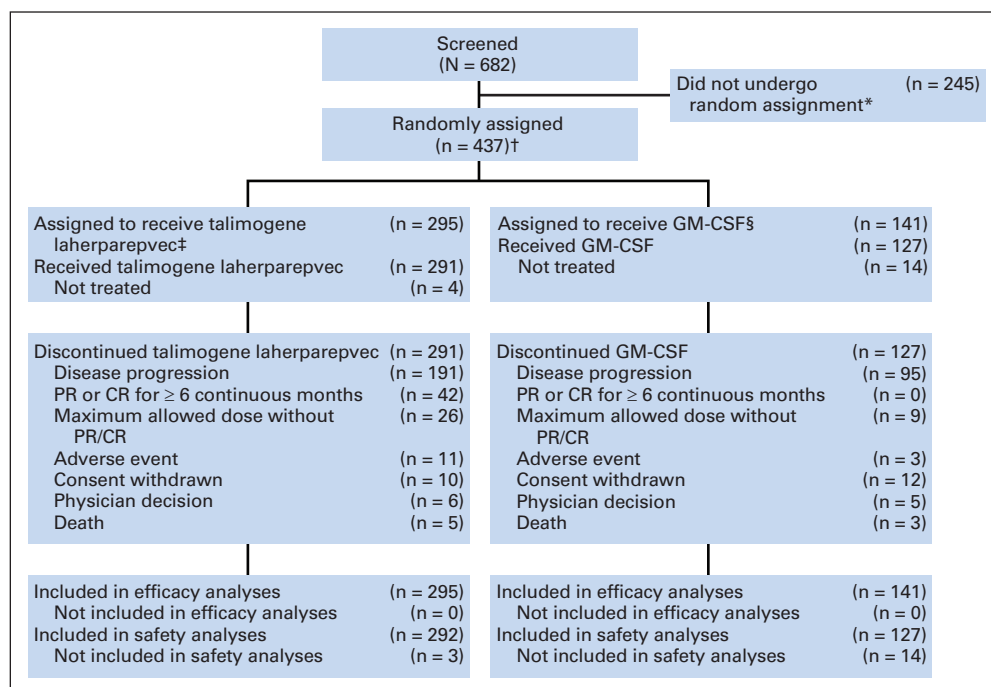 Screened
(N = 682)
Did not undergo (n = 245)
random assignment*
Randomly assigned
(n = 437)†
Assigned to receive talimogene (n = 295)
laherparepvec‡
Received talimogene laherparepvec (n = 291)
Not treated (n = 4)
Assigned to receive GM-CSF§ (n = 141)
Received GM-CSF (n = 127)
Not treated (n = 14)
Discontinued talimogene laherparepvec (n = 291)
Disease progression (n = 191)
PR or CR for ≥ 6 continuous months (n = 42)
Maximum allowed dose without (n = 26)
PR/CR
Adverse event (n = 11)
Consent withdrawn (n = 10)
Physician decision (n = 6)
Death (n = 5)
Discontinued GM-CSF (n = 127)
Disease progression (n = 95)
PR or CR for ≥ 6 continuous months (n = 0)
Maximum allowed dose without (n = 9)
PR/CR
Adverse event (n = 3)
Consent withdrawn (n = 12)
Physician decision (n = 5)
Death (n = 3)
Included in efficacy analyses (n = 295)
Not included in efficacy analyses (n = 0)
Included in safety analyses (n = 292)
Not included in safety analyses (n = 3)
Included in efficacy analyses (n = 141)
Not included in efficacy analyses (n = 0)
Included in safety analyses (n = 127)
Not included in safety analyses (n = 14)